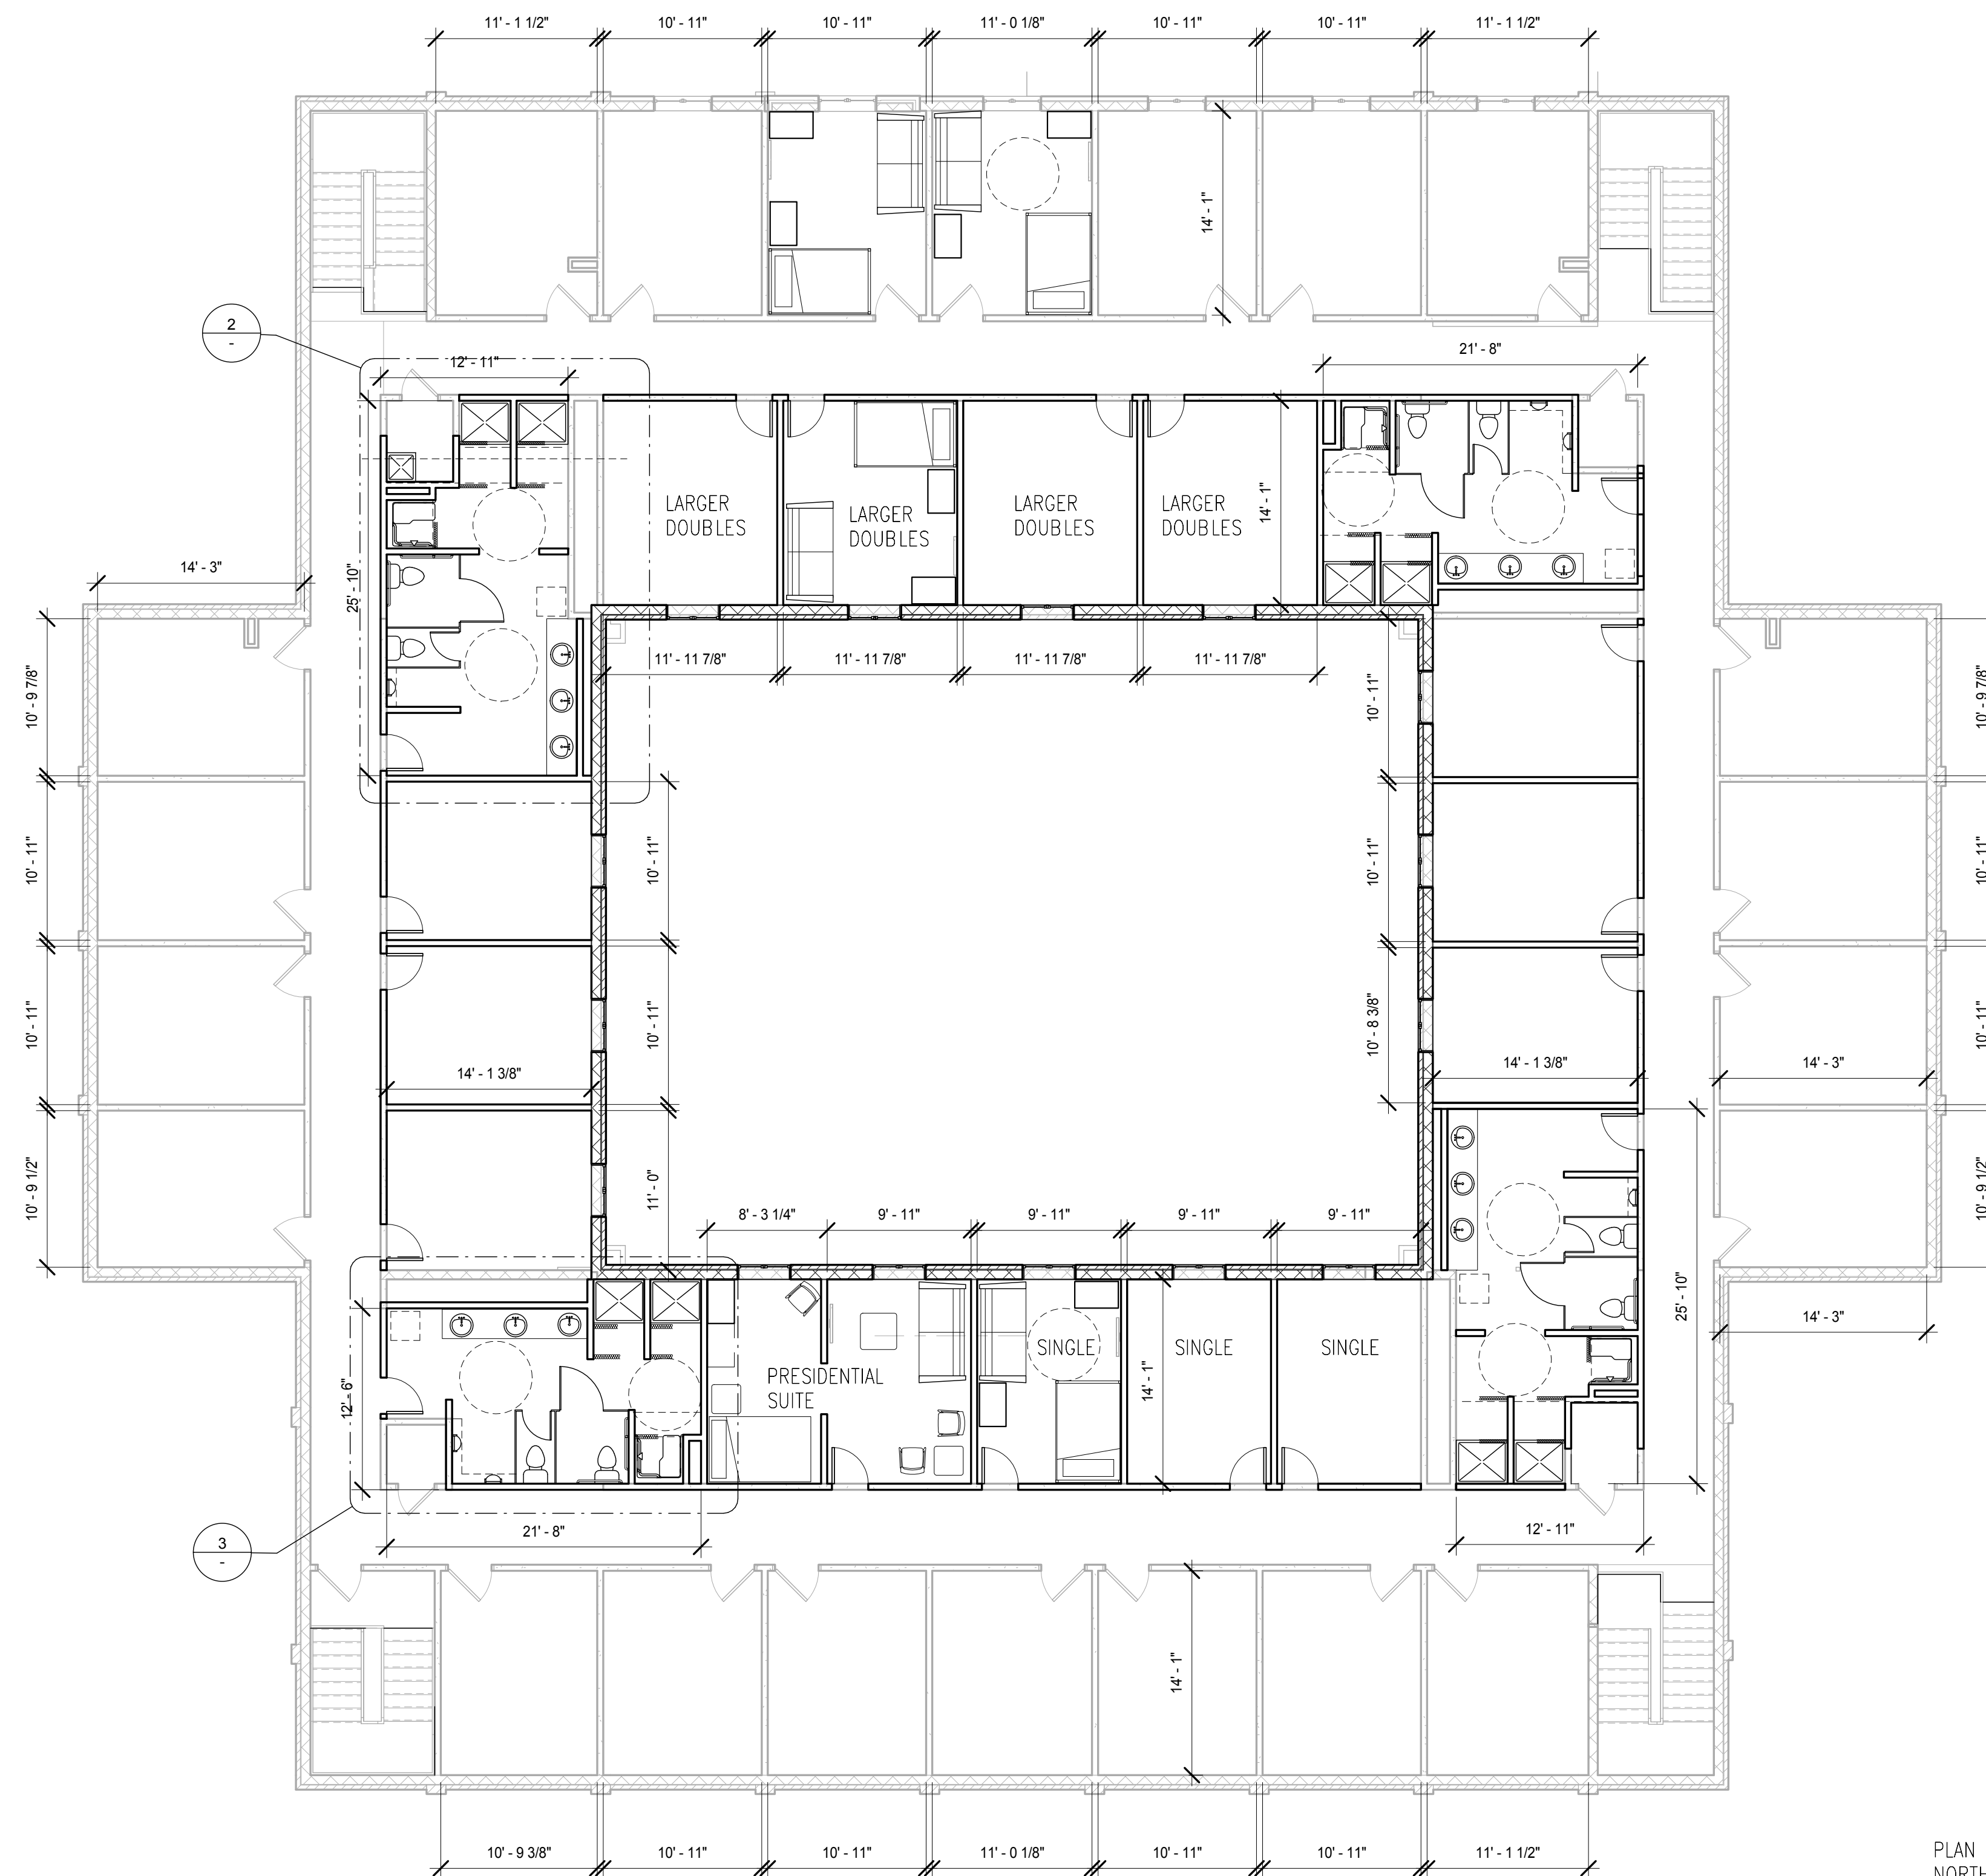 11' - 1 1/2"
10' - 11"
10' - 11"
11' - 0 1/8"
10' - 11"
10' - 11"
11' - 1 1/2"
14' - 1"
2
-
12' - 11"
21' - 8"
LARGER
DOUBLES
LARGER
DOUBLES
LARGER
DOUBLES
LARGER
DOUBLES
14' - 1"
14' - 3"
25' - 10"
10' - 9 7/8"
11' - 11 7/8"
11' - 11 7/8"
11' - 11 7/8"
11' - 11 7/8"
10' - 11"
10' - 9 7/8"
10' - 11"
10' - 11"
10' - 11"
10' - 11"
10' - 11"
10' - 11"
10' - 8 3/8"
10' - 11"
14' - 1 3/8"
14' - 1 3/8"
14' - 3"
10' - 9 1/2"
11' - 0"
10' - 9 1/2"
8' - 3 1/4"
9' - 11"
9' - 11"
9' - 11"
9' - 11"
25' - 10"
14' - 3"
12' - 6"
PRESIDENTIAL
SUITE
SINGLE
SINGLE
SINGLE
14' - 1"
3
-
21' - 8"
12' - 11"
14' - 1"
10' - 9 3/8"
10' - 11"
10' - 11"
11' - 0 1/8"
10' - 11"
10' - 11"
11' - 1 1/2"
PLAN
NORTH